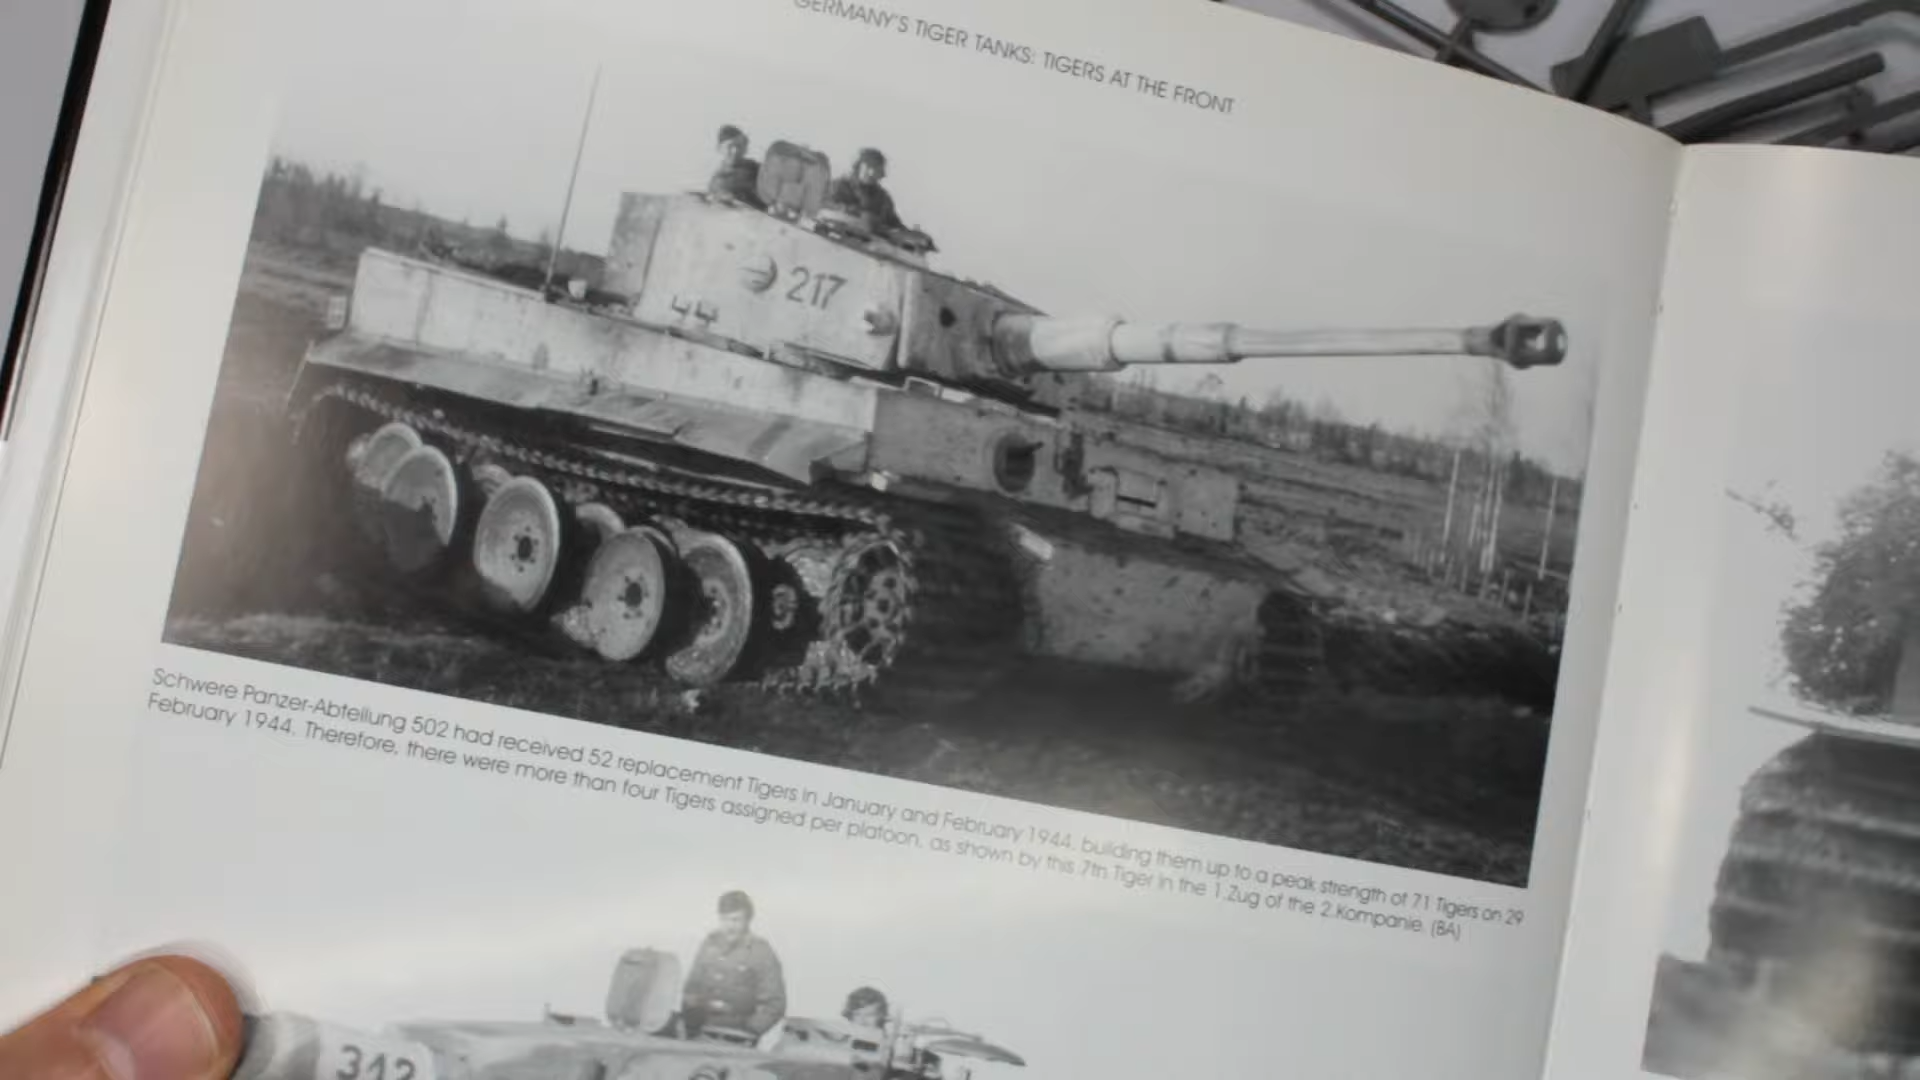 GERMANY'S TIGER TANKS: TIGERS AT THE FRONT
217
Schwere Panzer-Abteilung 502 had received 52 replacement Tigers in January and February 1944, building them up to a peak strength of 71 Tigers on 29
February 1944. Therefore, there were more than four Tigers assigned per platoon, as shown by this 7th Tiger in the 1.Zug of the 2.Kompanie. (BA)
312